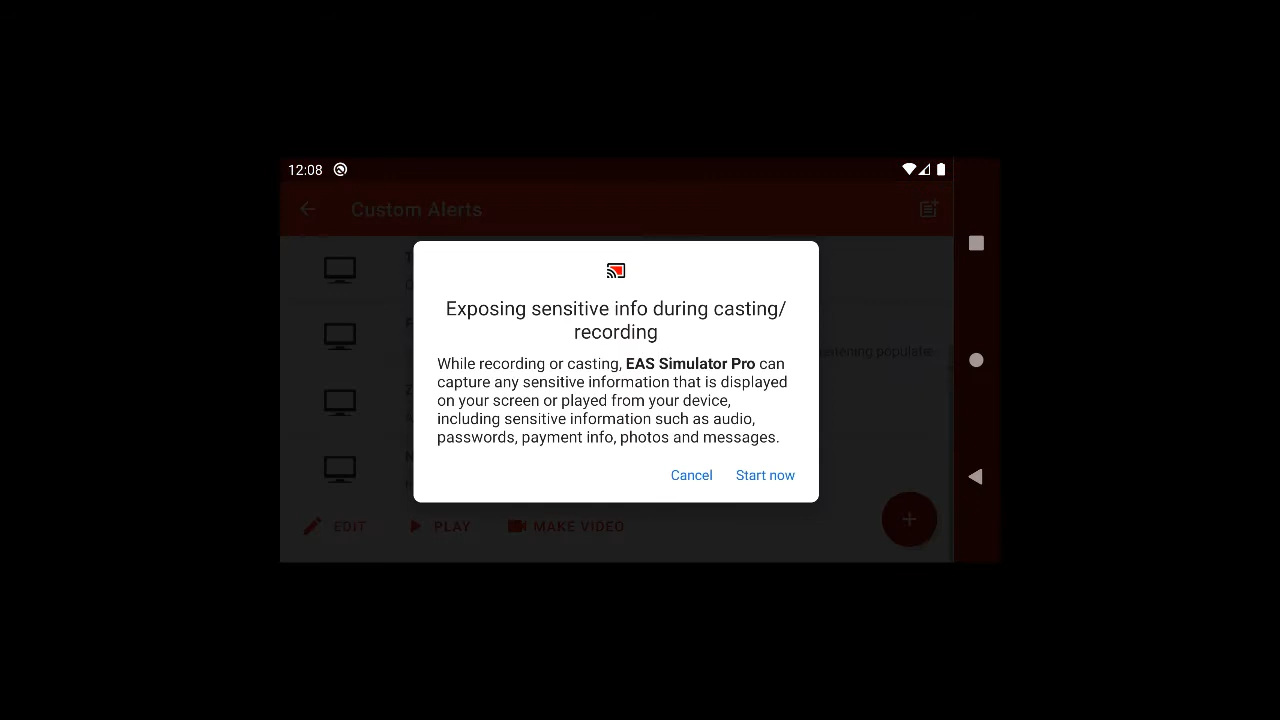 12:08
Custom Alerts
Exposing sensitive info during casting/
recording
While recording or casting, EAS Simulator Pro can
capture any sensitive information that is displayed
on your screen or played from your device,
including sensitive information such as audio,
passwords, payment info, photos and messages.
Cancel Start now
EDIT PLAY MAKE VIDEO